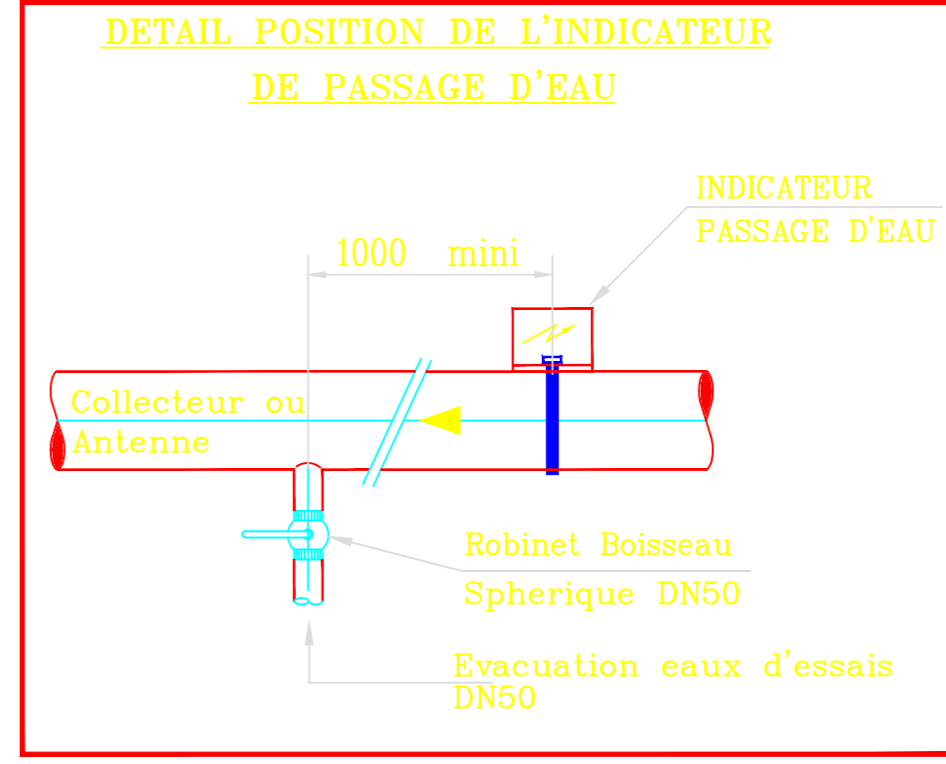 DETAIL POSITION DE L'INDICATEUR
DE PASSAGE D'EAU
INDICATEUR
PASSAGE D'EAU
1000 mini
Collecteur ou
Antenne
Robinet Boisseau
Spherique DN50
Evacuation eaux d'essais
DN50